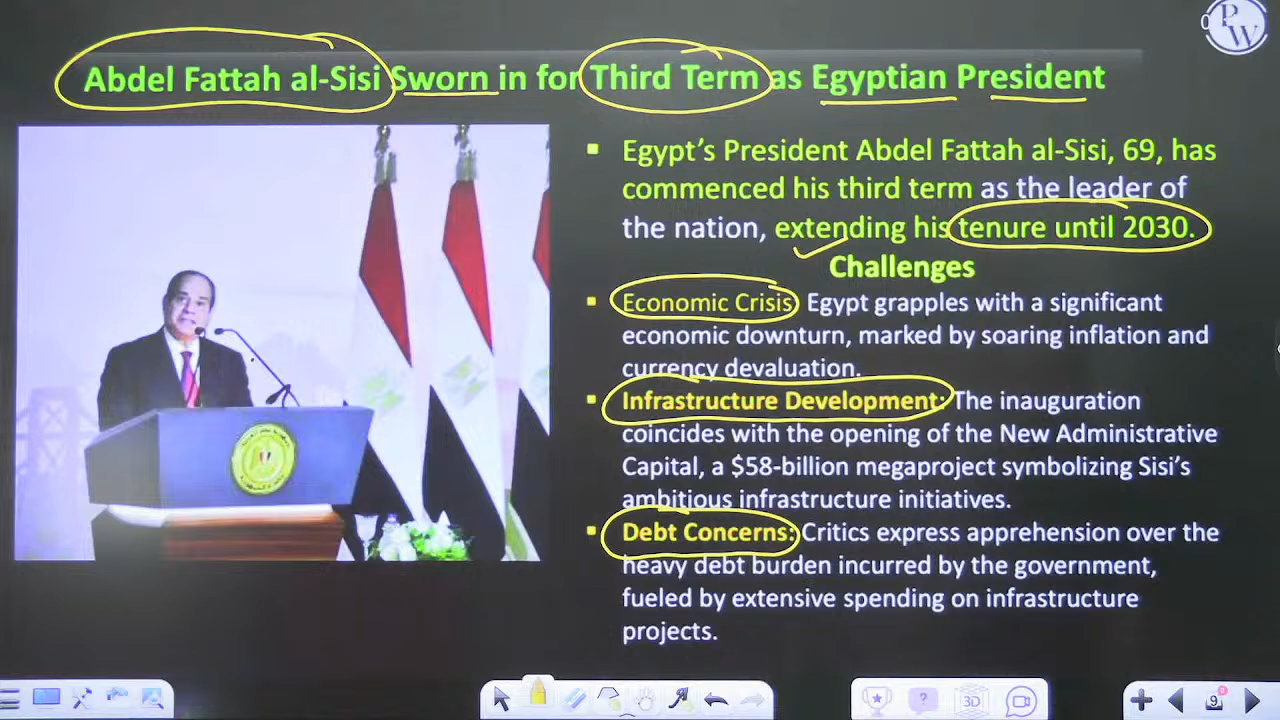 PW
Abdel Fattah al-Sisi Sworn in for Third Term as Egyptian President
Egypt's President Abdel Fattah al-Sisi, 69, has
commenced his third term as the leader of
the nation, extending his tenure until 2030.
Challenges
Economic Crisis: Egypt grapples with a significant
economic downturn, marked by soaring inflation and
currency devaluation.
Infrastructure Development: The inauguration
coincides with the opening of the New Administrative
Capital, a $58-billion megaproject symbolizing Sisi's
ambitious infrastructure initiatives.
Debt Concerns: Critics express apprehension over the
heavy debt burden incurred by the government,
fueled by extensive spending on infrastructure
projects.
3D
9